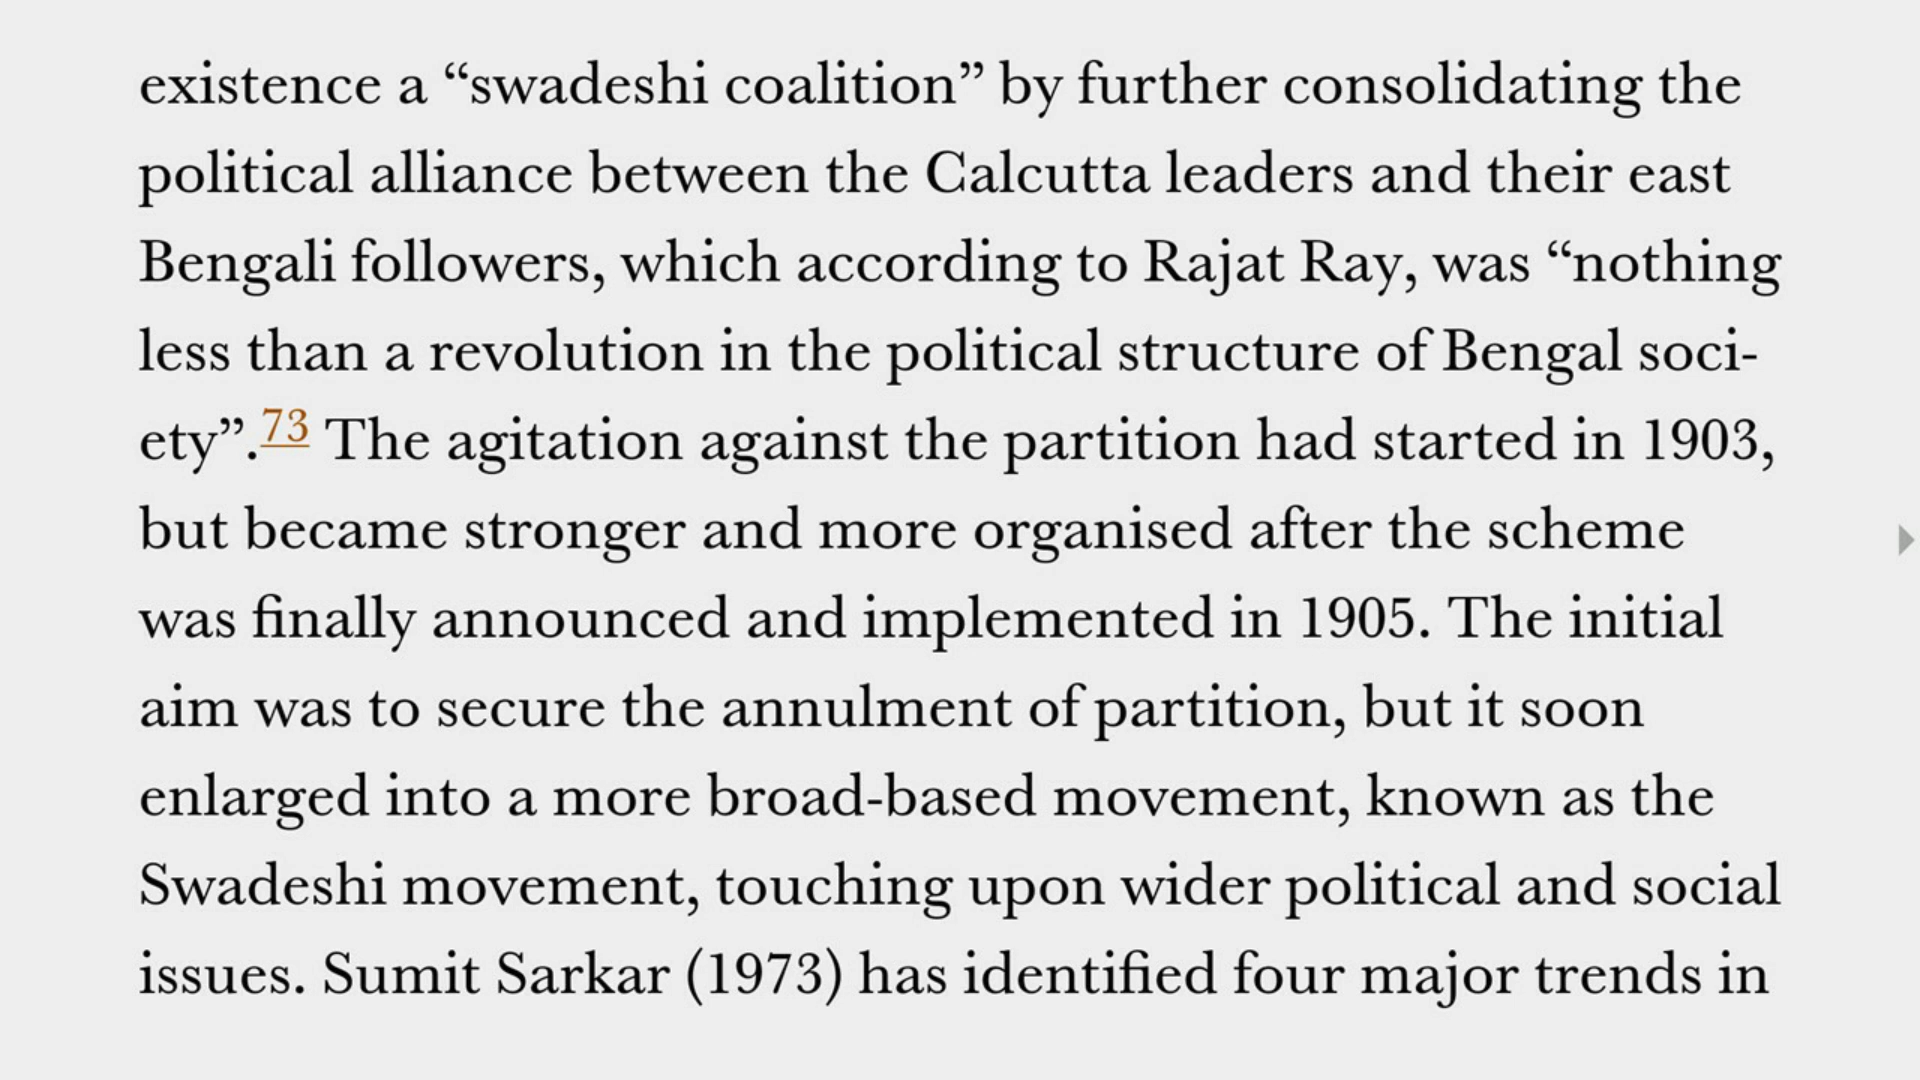 existence a “swadeshi coalition” by further consolidating the
political alliance between the Calcutta leaders and their east
Bengali followers, which according to Rajat Ray, was “nothing
less than a revolution in the political structure of Bengal soci-
ety”.73 The agitation against the partition had started in 1903,
but became stronger and more organised after the scheme
was finally announced and implemented in 1905. The initial
aim was to secure the annulment of partition, but it soon
enlarged into a more broad-based movement, known as the
Swadeshi movement, touching upon wider political and social
issues. Sumit Sarkar (1973) has identified four major trends in